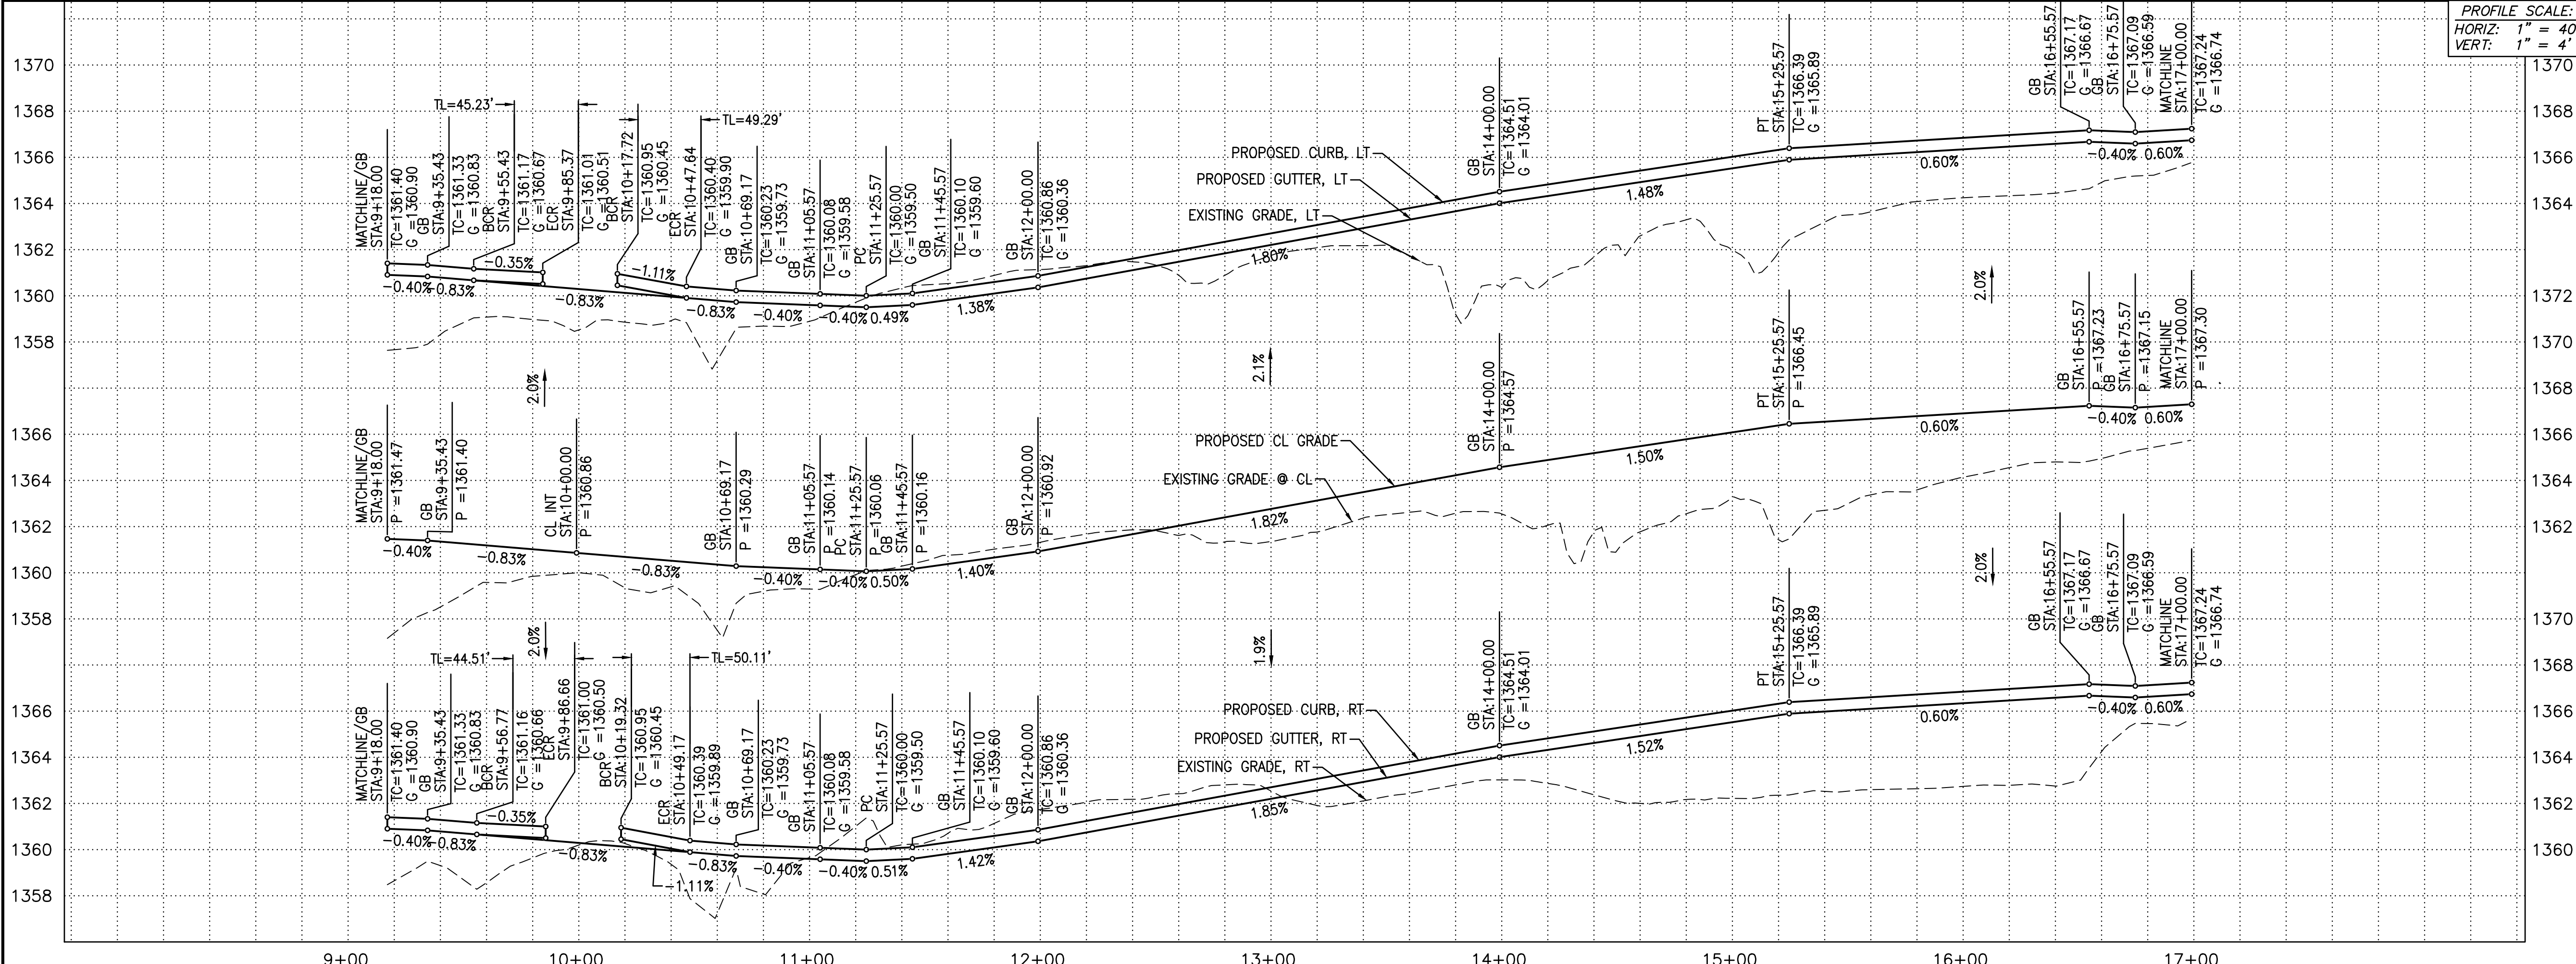 PROFILE SCALE:
HORIZ: 1" = 40
VERT: 1" = 4'
1370
1368
1366
1364
1362
1360
1358
1366
1364
1362
1360
1358
1366
1364
1362
1360
1358
1370
1368
1366
1364
1372
1370
1368
1366
1364
1362
1370
1368
1366
1364
1362
1360
MATCHLINE/GB
STA:9+18.00
TC=1361.40
G =1360.90
GB
STA:9+35.43
TC=1361.33
G =1360.83
TL=45.23'
BCR
STA:9+55.43
TC=1361.17
G =1360.67
ECR
STA:9+85.37
TC=1361.01
G =1360.51
BCR
STA:10+17.72
TC=1360.95
G =1360.45
ECR
STA:10+47.64
TC=1360.40
G =1359.90
TL=49.29'
GB
STA:10+69.17
TC=1360.23
G =1359.73
GB
STA:11+05.57
TC=1360.08
G =1359.58
PC
STA:11+25.57
TC=1360.00
G =1359.50
GB
STA:11+45.57
TC=1360.10
G =1359.60
GB
STA:12+00.00
TC=1360.86
G =1360.36
PROPOSED CURB, LT
PROPOSED GUTTER, LT
EXISTING GRADE, LT
GB
STA:14+00.00
TC=1364.51
G =1364.01
PT
STA:15+25.57
TC=1366.39
G =1365.89
GB
STA:16+55.57
TC=1367.17
G =1366.67
GB
STA:16+75.57
TC=1367.09
G =1366.59
MATCHLINE
STA:17+00.00
TC=1367.24
G =1366.74
-0.40%
-0.83%
-0.35%
-0.83%
-1.11%
-0.83%
-0.40%
-0.40%
0.49%
1.38%
1.80%
1.48%
0.60%
-0.40%
0.60%
2.0%
2.1%
2.0%
MATCHLINE/GB
STA:9+18.00
P =1361.47
GB
STA:9+35.43
P =1361.40
CL INT
STA:10+00.00
P =1360.86
GB
STA:10+69.17
P =1360.29
GB
STA:11+05.57
P =1360.14
PC
STA:11+25.57
P =1360.06
GB
STA:11+45.57
P =1360.16
GB
STA:12+00.00
P =1360.92
PROPOSED CL GRADE
EXISTING GRADE @ CL
GB
STA:14+00.00
P =1364.57
PT
STA:15+25.57
P =1366.45
GB
STA:16+55.57
P =1367.23
GB
STA:16+75.57
P =1367.15
MATCHLINE
STA:17+00.00
P =1367.30
-0.40%
-0.83%
-0.83%
-0.40%
-0.40%
0.50%
1.40%
1.82%
1.50%
0.60%
-0.40%
0.60%
2.0%
1.9%
2.0%
MATCHLINE/GB
STA:9+18.00
TC=1361.40
G =1360.90
GB
STA:9+35.43
TC=1361.33
G =1360.83
TL=44.51'
BCR
STA:9+56.77
TC=1361.16
G =1360.66
ECR
STA:9+86.66
TC=1361.00
G =1360.50
BCR
STA:10+19.32
TC=1360.95
G =1360.45
ECR
STA:10+49.17
TC=1360.39
G =1359.89
TL=50.11'
GB
STA:10+69.17
TC=1360.23
G =1359.73
GB
STA:11+05.57
TC=1360.08
G =1359.58
PC
STA:11+25.57
TC=1360.00
G =1359.50
GB
STA:11+45.57
TC=1360.10
G =1359.60
GB
STA:12+00.00
TC=1360.86
G =1360.36
PROPOSED CURB, RT
PROPOSED GUTTER, RT
EXISTING GRADE, RT
GB
STA:14+00.00
TC=1364.51
G =1364.01
PT
STA:15+25.57
TC=1366.39
G =1365.89
GB
STA:16+55.57
TC=1367.17
G =1366.67
GB
STA:16+75.57
TC=1367.09
G =1366.59
MATCHLINE
STA:17+00.00
TC=1367.24
G =1366.74
-0.40%
-0.83%
-0.35%
-0.83%
-1.11%
-0.83%
-0.40%
-0.40%
0.51%
1.42%
1.85%
1.52%
0.60%
-0.40%
0.60%
9+00
10+00
11+00
12+00
13+00
14+00
15+00
16+00
17+00